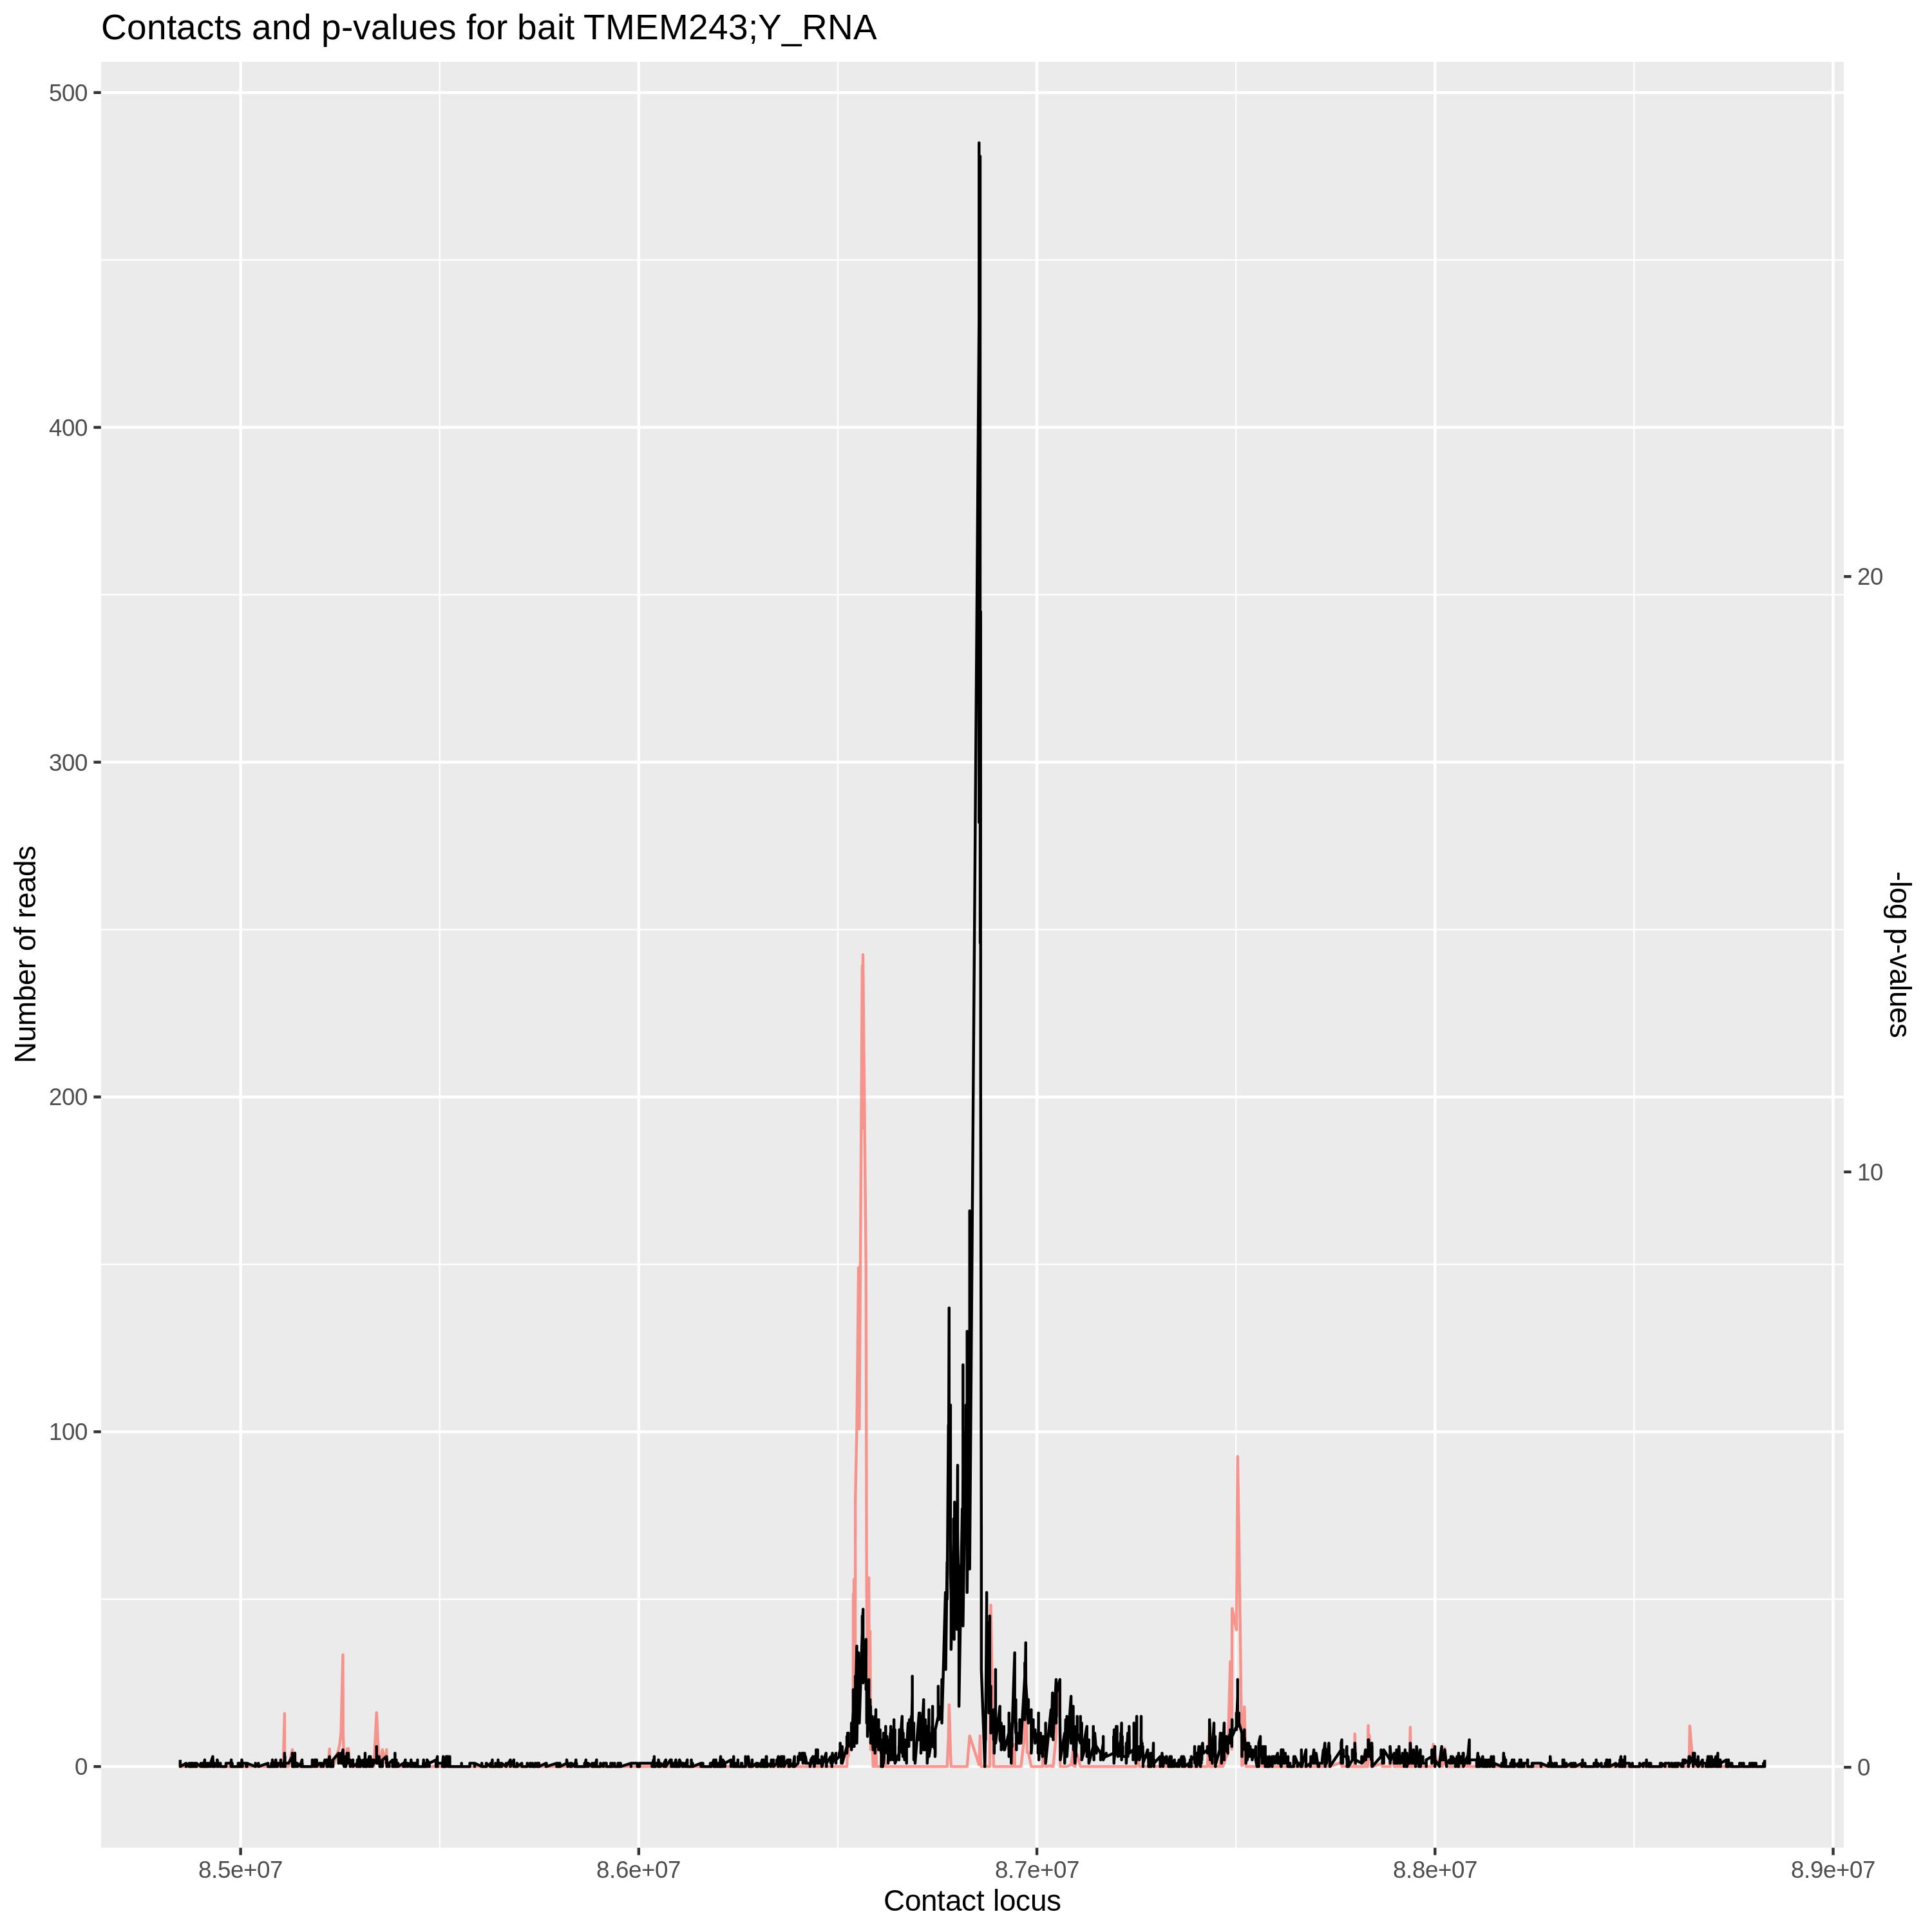 Contacts and p-values for bait TMEM243;Y_RNA
500
400
300
200
100
0
Number of reads
20
10
0
-log p-values
8.5e+07 8.6e+07 8.7e+07 8.8e+07 8.9e+07
Contact locus